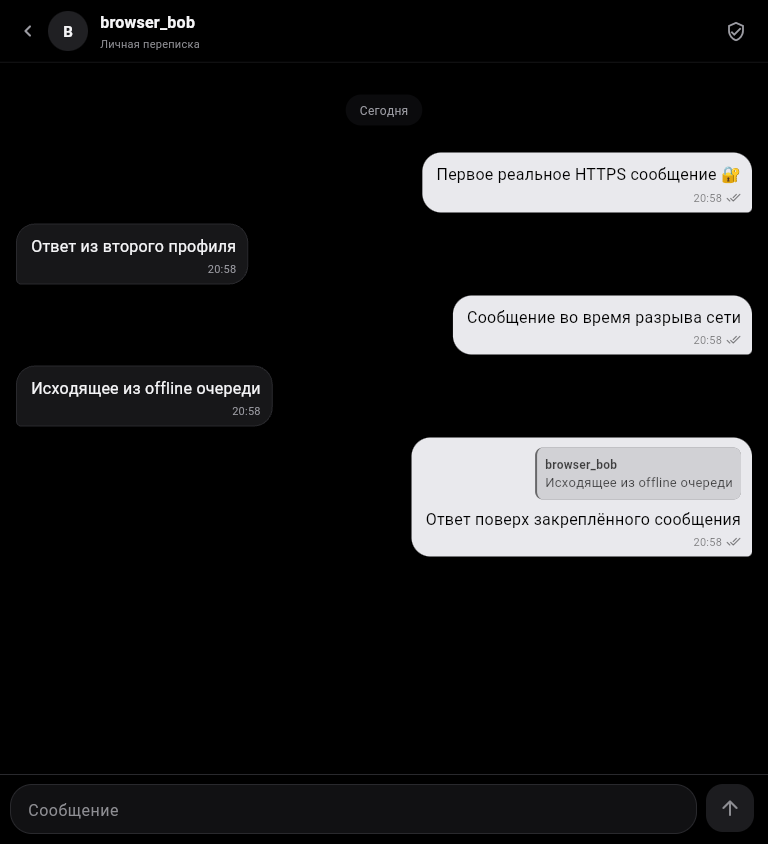 B
browser_bob
Личная переписка
Сегодня
Первое реальное HTTPS сообщение 🔐
20:58
Ответ из второго профиля
20:58
Сообщение во время разрыва сети
20:58
Исходящее из offline очереди
20:58
browser_bob
Исходящее из offline очереди
Ответ поверх закреплённого сообщения
20:58
Сообщение